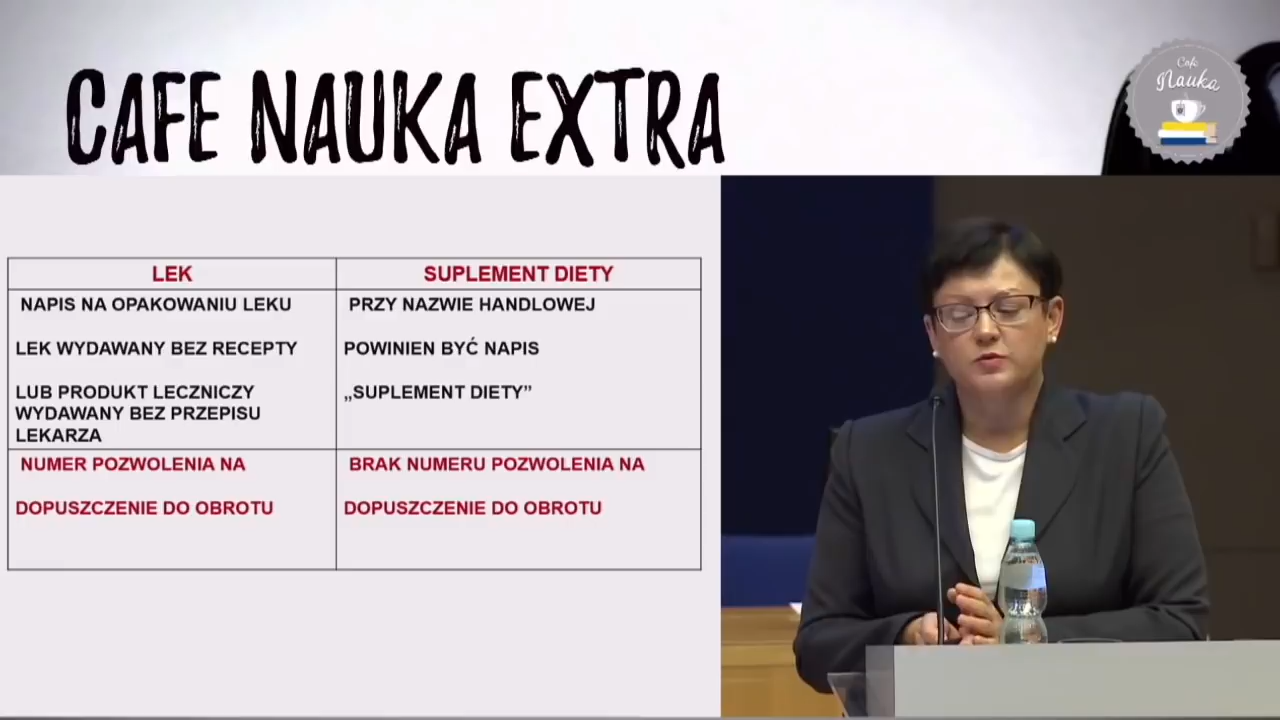 CAFE NAUKA EXTRA
Cafe
Nauka
LEK
SUPLEMENT DIETY
NAPIS NA OPAKOWANIU LEKU
LEK WYDAWANY BEZ RECEPTY
LUB PRODUKT LECZNICZY
WYDAWANY BEZ PRZEPISU
LEKARZA
PRZY NAZWIE HANDLOWEJ
POWINIEN BYĆ NAPIS
„SUPLEMENT DIETY”
NUMER POZWOLENIA NA
DOPUSZCZENIE DO OBROTU
BRAK NUMERU POZWOLENIA NA
DOPUSZCZENIE DO OBROTU